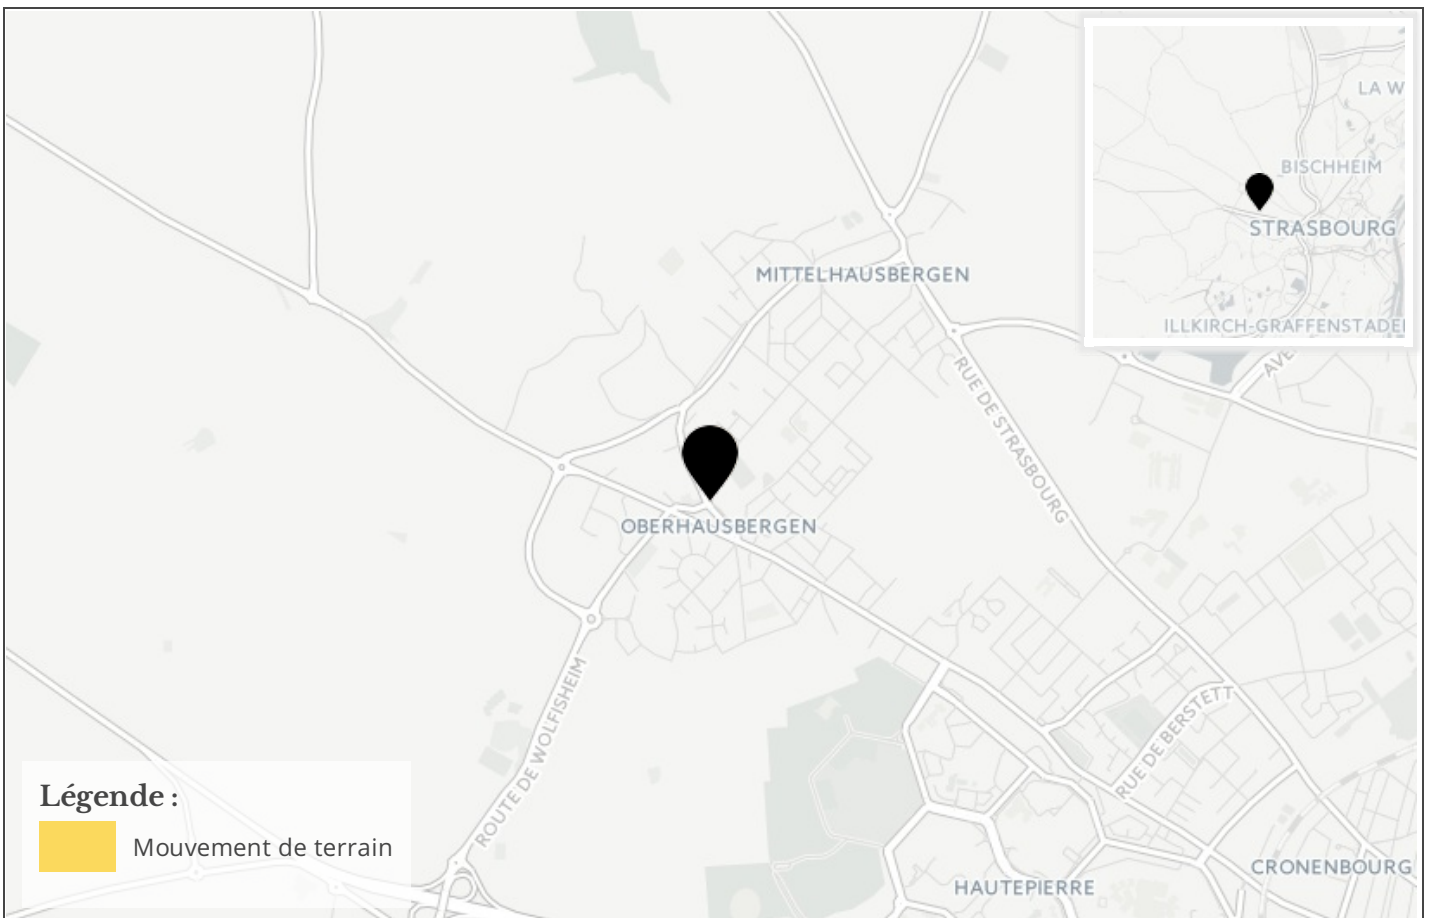 LA W
BISCHHEIM
STRASBOURG
ILLKIRCH-GRAFFENSTADE
MITTELHAUSBERGEN
AVE
RUE DE STRASBOURG
OBERHAUSBERGEN
ROUTE DE WOLFISHEIM
RUE DE BERSTETT
Légende :
Mouvement de terrain
CRONENBOURG
HAUTEPIERRE